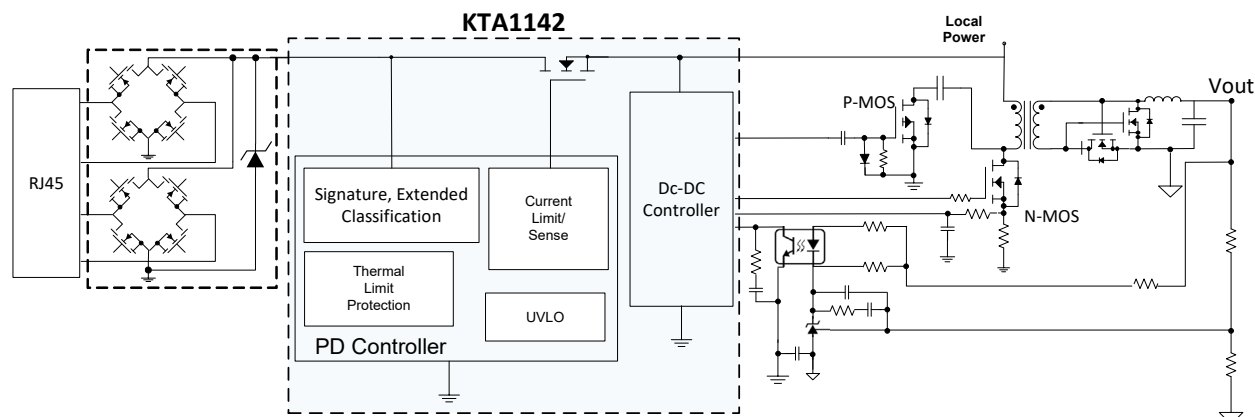 KTA1142
Local
Power
Vout
P-MOS
RJ45
Signature, Extended
Classification
Current
Limit/
Sense
Dc-DC
Controller
N-MOS
Thermal
Limit
Protection
UVLO
PD Controller